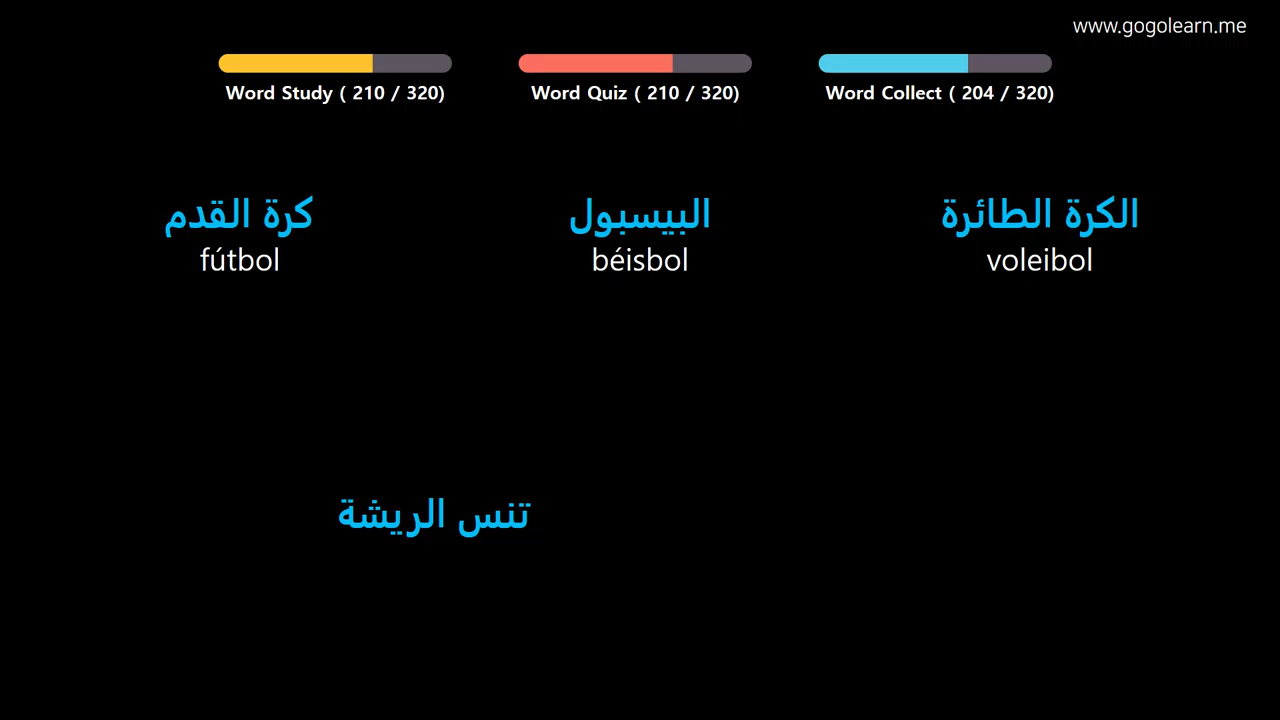 www.gogolearn.me
Word Study ( 210 / 320)
Word Quiz ( 210 / 320)
Word Collect ( 204 / 320)
كرة القدم
fútbol
البيسبول
béisbol
الكرة الطائرة
voleibol
تنس الريشة